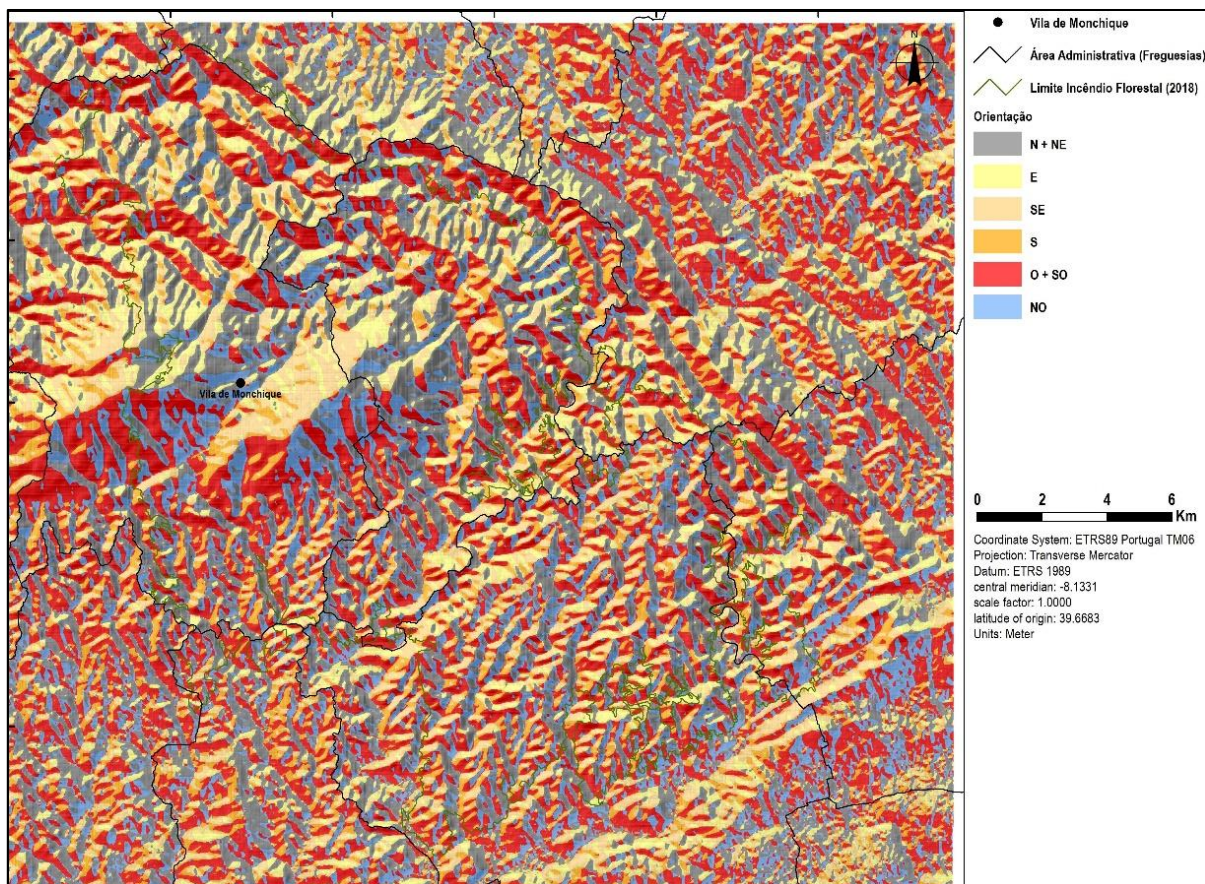 Vila de Monchique
N
Vila de Monchique
Área Administrativa (Freguesias)
Limite Incêndio Florestal (2018)
Orientação
N + NE
E
SE
S
O + SO
NO
0 2 4 6
Km
Coordinate System: ETRS89 Portugal TM06
Projection: Transverse Mercator
Datum: ETRS 1989
central meridian: -8.1331
scale factor: 1.0000
latitude of origin: 39.6683
Units: Meter